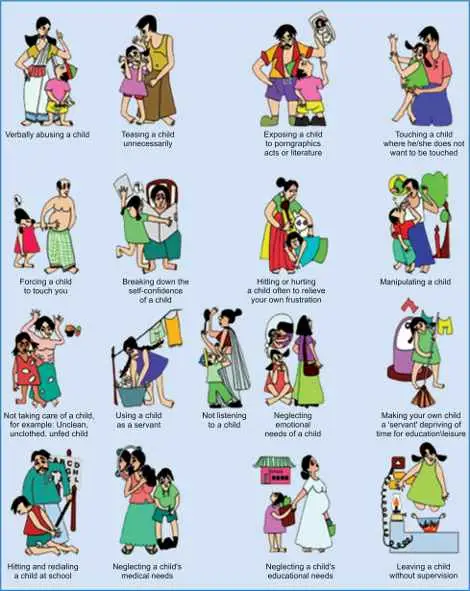 Verbally abusing a child
Teasing a child
unnecessarily
Exposing a child
to porngraphics
acts or literature
Touching a child
where he/she does not
want to be touched
Forcing a child
to touch you
Breaking down the
self-confidence
of a child
Hitting or hurting
a child often to relieve
your own frustration
Manipulating a child
Not taking care of a child,
for example: Unclean,
unclothed, unfed child
Using a child
as a servant
Not listening
to a child
Neglecting
emotional
needs of a child
Making your own child
a 'servant' depriving of
time for education\leisure
Hitting and redialing
a child at school
Neglecting a child's
medical needs
Neglecting a child's
educational needs
Leaving a child
without supervision